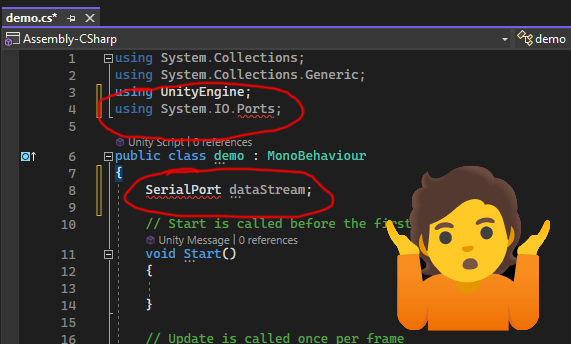 demo.cs*
Assembly-CSharp
demo
1 using System.Collections;
2 using System.Collections.Generic;
3 using UnityEngine;
4 using System.IO.Ports;
5
Unity Script | 0 references
6 public class demo : MonoBehaviour
7 {
8 SerialPort dataStream;
9
10 // Start is called before the first
Unity Message | 0 references
11 void Start()
12 {
13
14 }
15
16 // Update is called once per frame